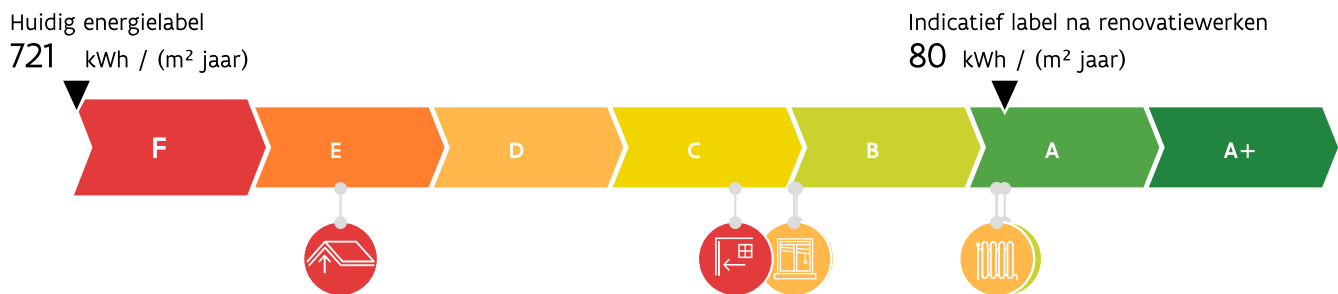 Huidig energielabel
721 kWh / (m² jaar)
Indicatief label na renovatiewerken
80 kWh / (m² jaar)
F
E
D
C
B
A
A+